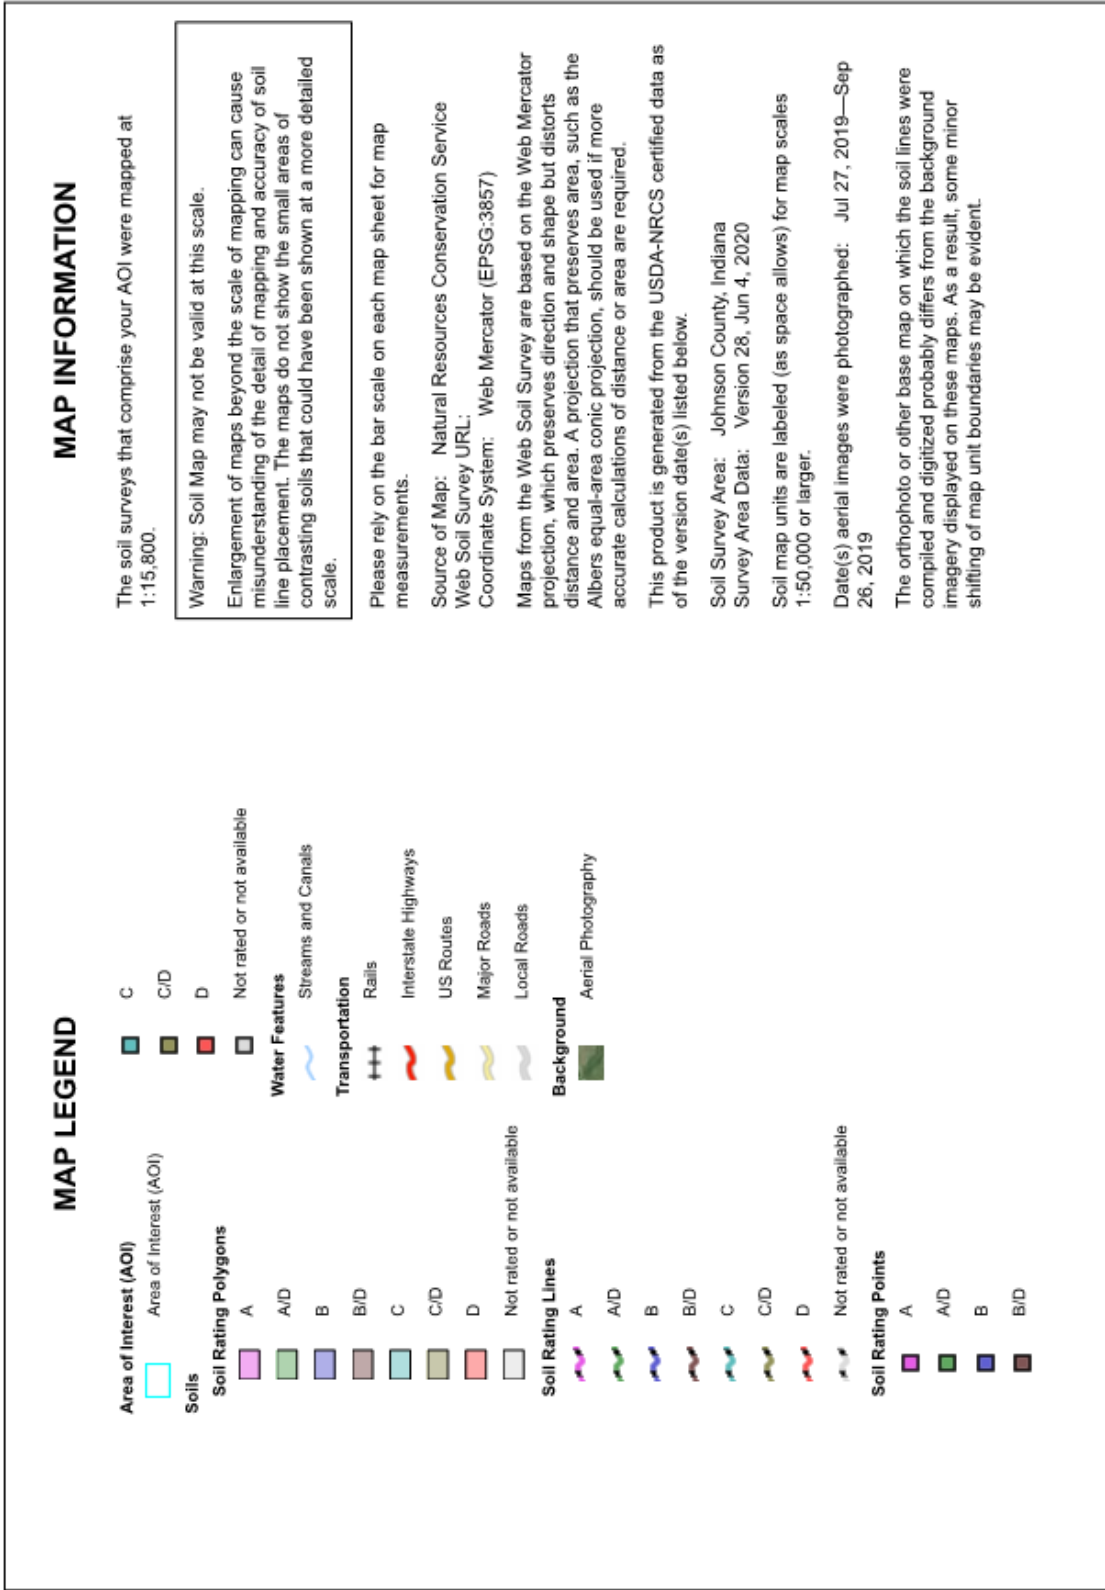 MAP LEGEND
Area of Interest (AOI)
Area of Interest (AOI)
Soils
Soil Rating Polygons
A
A/D
B
B/D
C
C/D
D
Not rated or not available
Soil Rating Lines
A
A/D
B
B/D
C
C/D
D
Not rated or not available
Soil Rating Points
A
A/D
B
B/D
C
C/D
D
Not rated or not available
Water Features
Streams and Canals
Transportation
Rails
Interstate Highways
US Routes
Major Roads
Local Roads
Background
Aerial Photography
MAP INFORMATION
The soil surveys that comprise your AOI were mapped at
1:15,800.
Warning: Soil Map may not be valid at this scale.
Enlargement of maps beyond the scale of mapping can cause
misunderstanding of the detail of mapping and accuracy of soil
line placement. The maps do not show the small areas of
contrasting soils that could have been shown at a more detailed
scale.
Please rely on the bar scale on each map sheet for map
measurements.
Source of Map: Natural Resources Conservation Service
Web Soil Survey URL:
Coordinate System: Web Mercator (EPSG:3857)
Maps from the Web Soil Survey are based on the Web Mercator
projection, which preserves direction and shape but distorts
distance and area. A projection that preserves area, such as the
Albers equal-area conic projection, should be used if more
accurate calculations of distance or area are required.
This product is generated from the USDA-NRCS certified data as
of the version date(s) listed below.
Soil Survey Area: Johnson County, Indiana
Survey Area Data: Version 28, Jun 4, 2020
Soil map units are labeled (as space allows) for map scales
1:50,000 or larger.
Date(s) aerial images were photographed: Jul 27, 2019—Sep
26, 2019
The orthophoto or other base map on which the soil lines were
compiled and digitized probably differs from the background
imagery displayed on these maps. As a result, some minor
shifting of map unit boundaries may be evident.